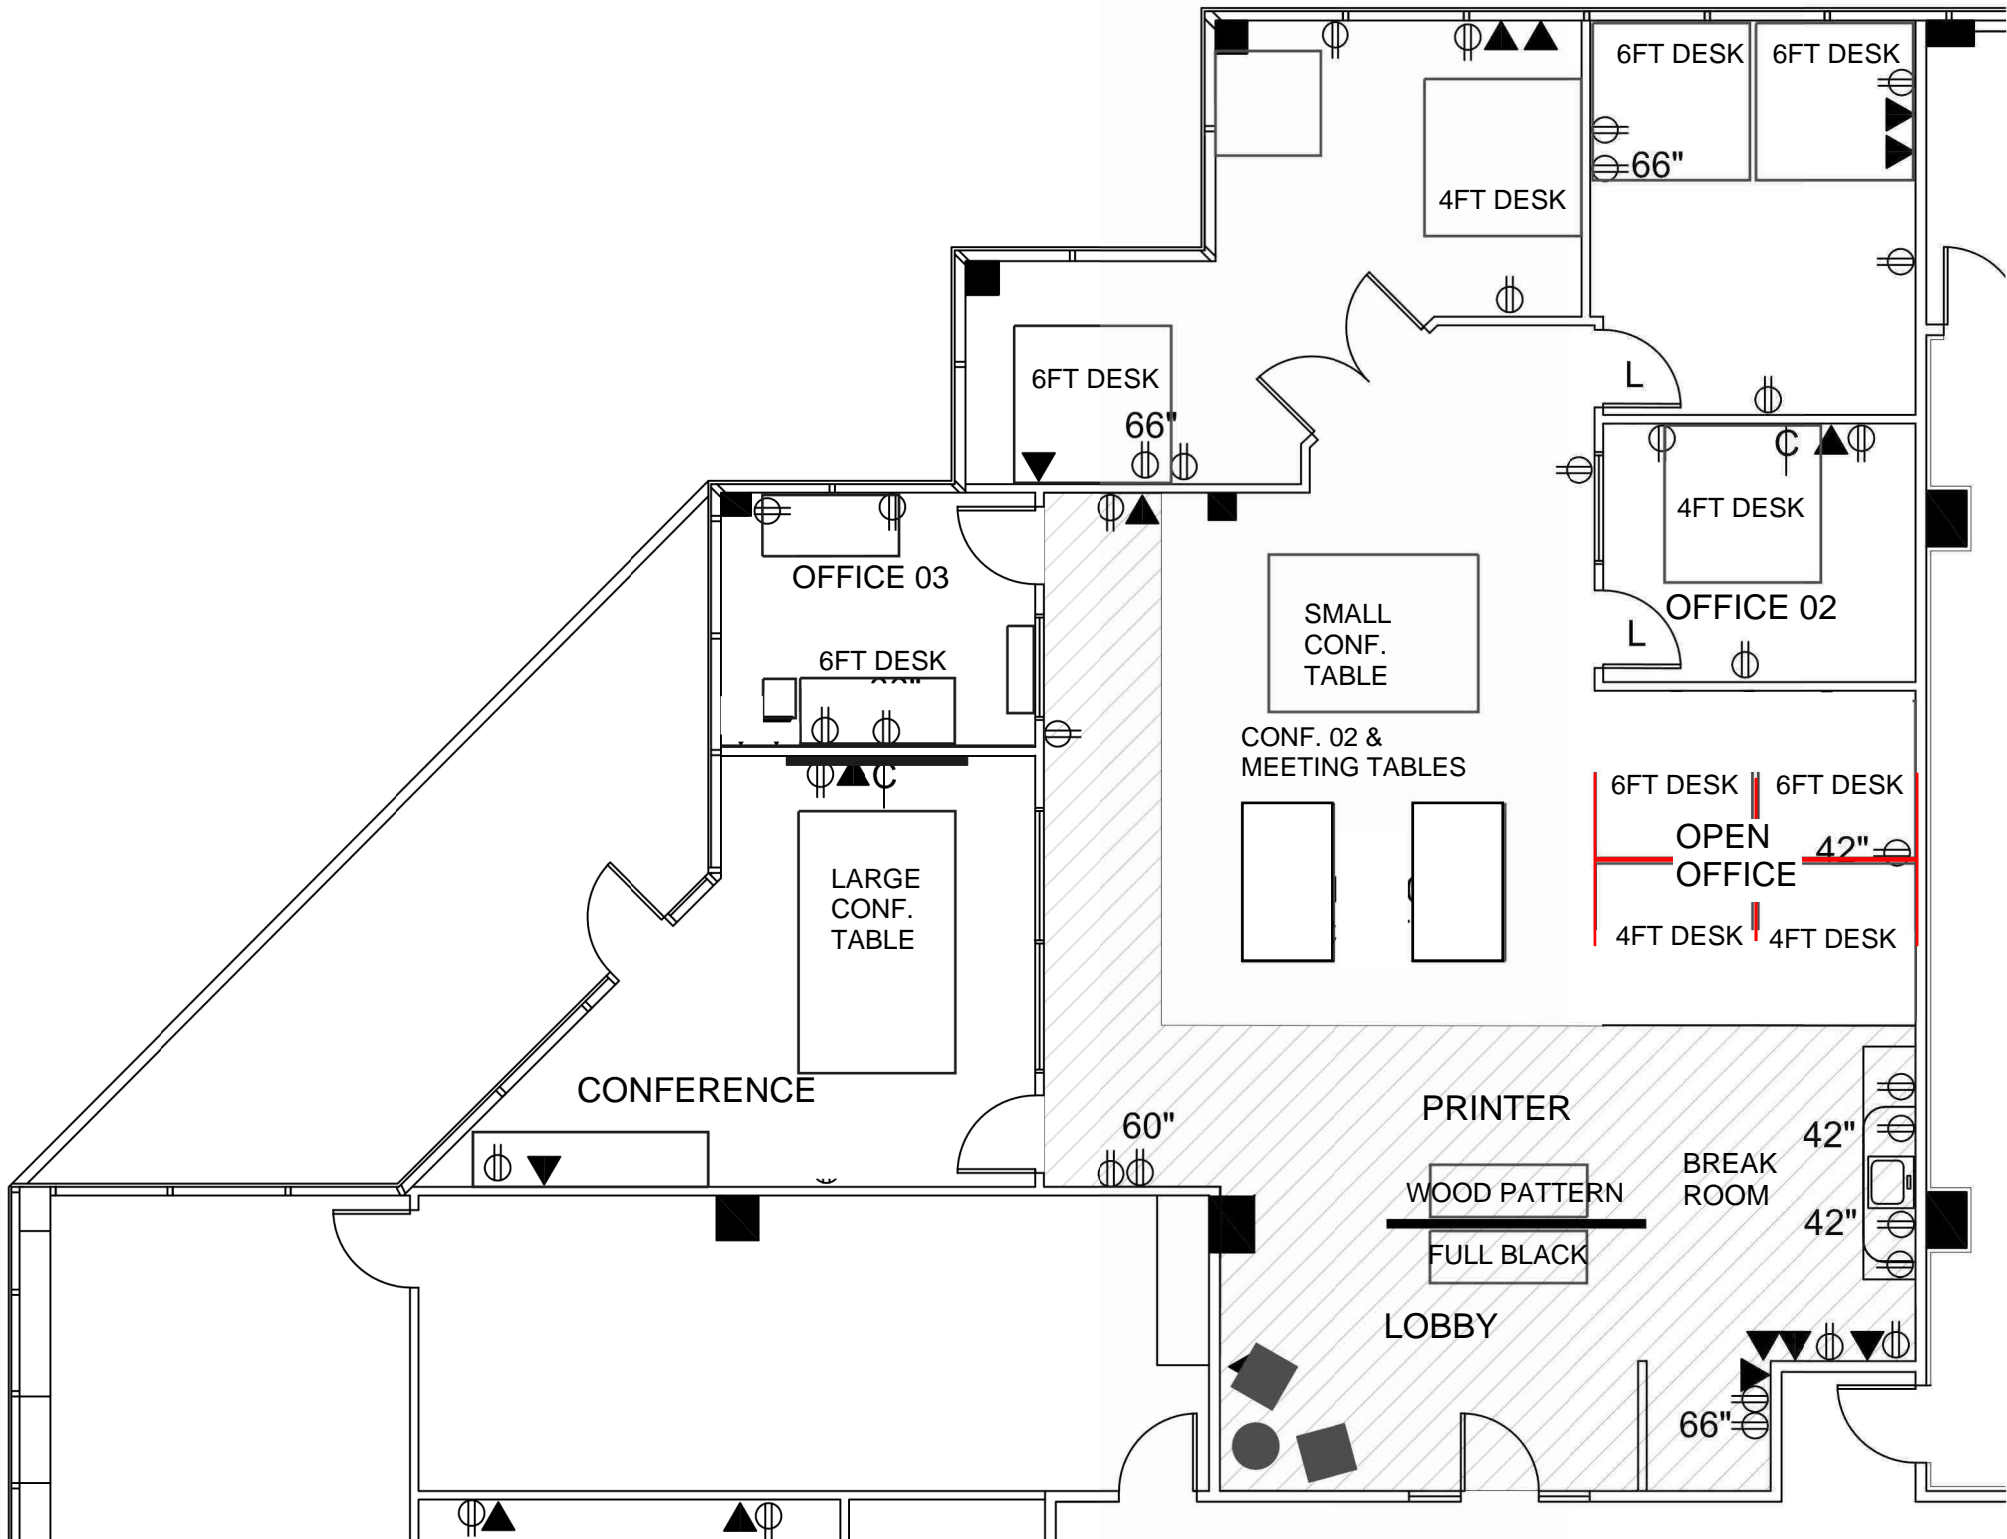 6FT DESK
6FT DESK
66"
4FT DESK
6FT DESK
66"
L
C
4FT DESK
OFFICE 02
L
OFFICE 03
6FT DESK
SMALL
CONF.
TABLE
CONF. 02 &
MEETING TABLES
C
6FT DESK
6FT DESK
OPEN
OFFICE
42"
4FT DESK
4FT DESK
LARGE
CONF.
TABLE
CONFERENCE
60"
PRINTER
42"
BREAK
ROOM
WOOD PATTERN
42"
FULL BLACK
LOBBY
66"